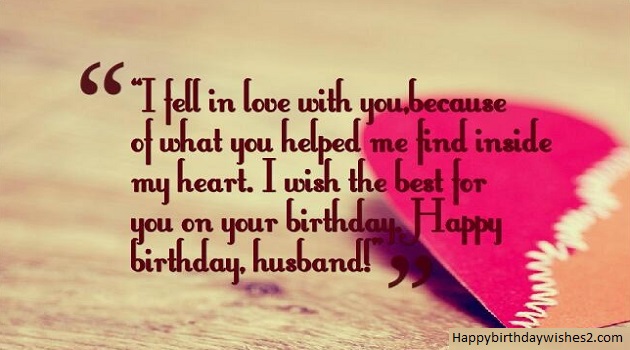 “
“I fell in love with you,because
of what you helped me find inside
my heart. I wish the best for
you on your birthday. Happy
birthday, husband!”
”
Happybirthdaywishes2.com